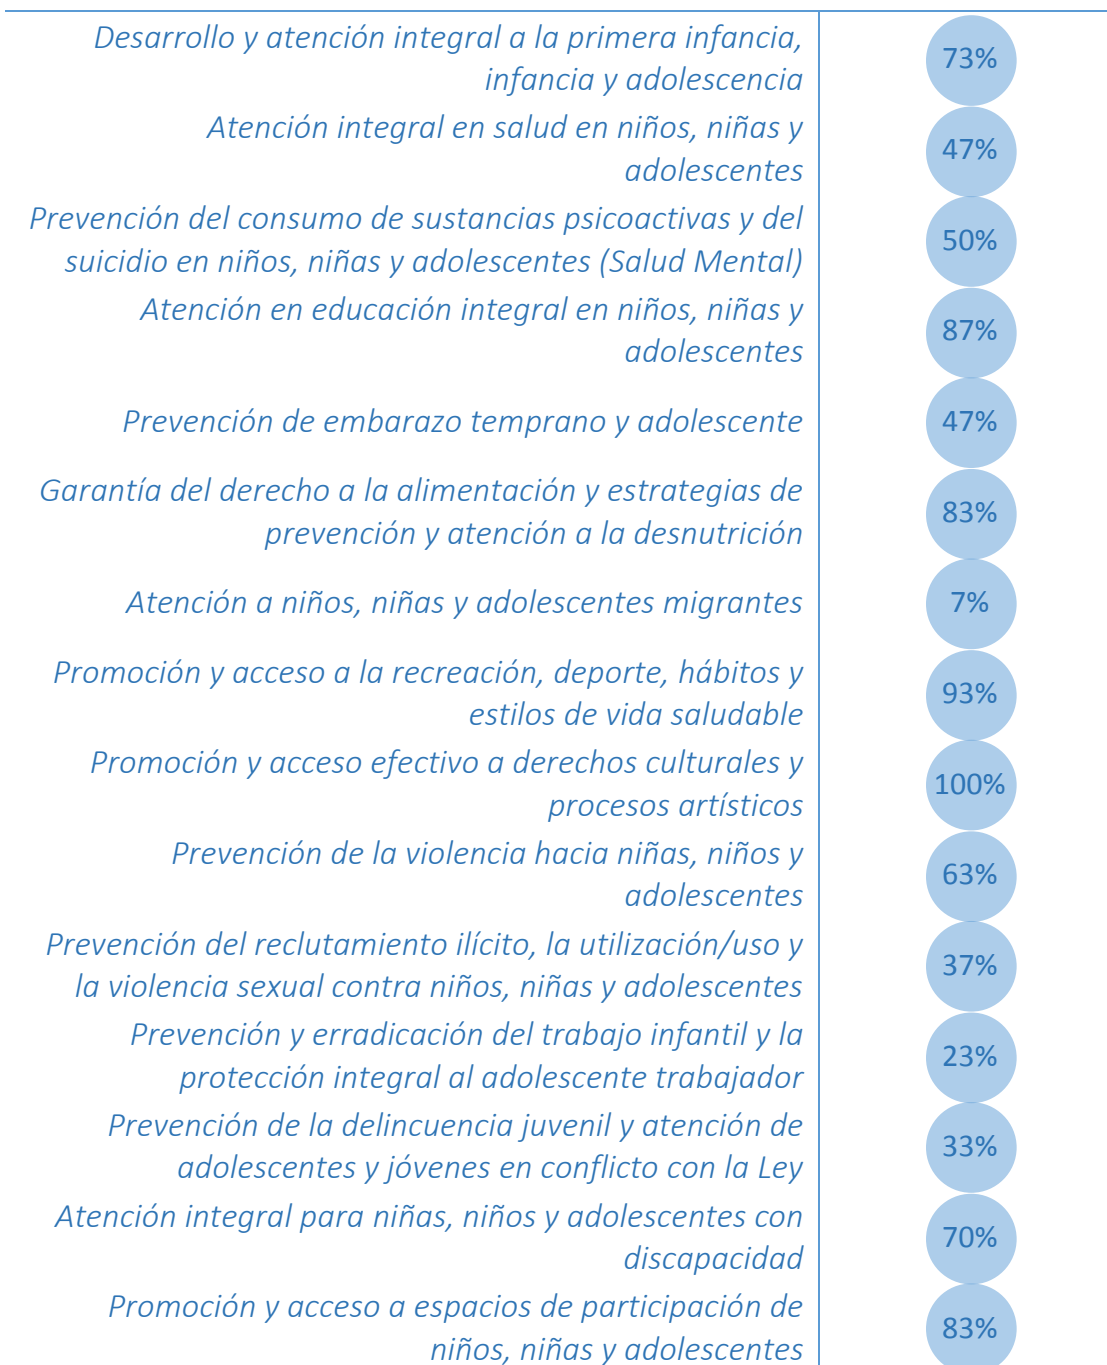 Desarrollo y atención integral a la primera infancia,
infancia y adolescencia
73%
Atención integral en salud en niños, niñas y
adolescentes
47%
Prevención del consumo de sustancias psicoactivas y del
suicidio en niños, niñas y adolescentes (Salud Mental)
50%
Atención en educación integral en niños, niñas y
adolescentes
87%
Prevención de embarazo temprano y adolescente
47%
Garantía del derecho a la alimentación y estrategias de
prevención y atención a la desnutrición
83%
Atención a niños, niñas y adolescentes migrantes
7%
Promoción y acceso a la recreación, deporte, hábitos y
estilos de vida saludable
93%
Promoción y acceso efectivo a derechos culturales y
procesos artísticos
100%
Prevención de la violencia hacia niñas, niños y
adolescentes
63%
Prevención del reclutamiento ilícito, la utilización/uso y
la violencia sexual contra niños, niñas y adolescentes
37%
Prevención y erradicación del trabajo infantil y la
protección integral al adolescente trabajador
23%
Prevención de la delincuencia juvenil y atención de
adolescentes y jóvenes en conflicto con la Ley
33%
Atención integral para niñas, niños y adolescentes con
discapacidad
70%
Promoción y acceso a espacios de participación de
niños, niñas y adolescentes
83%